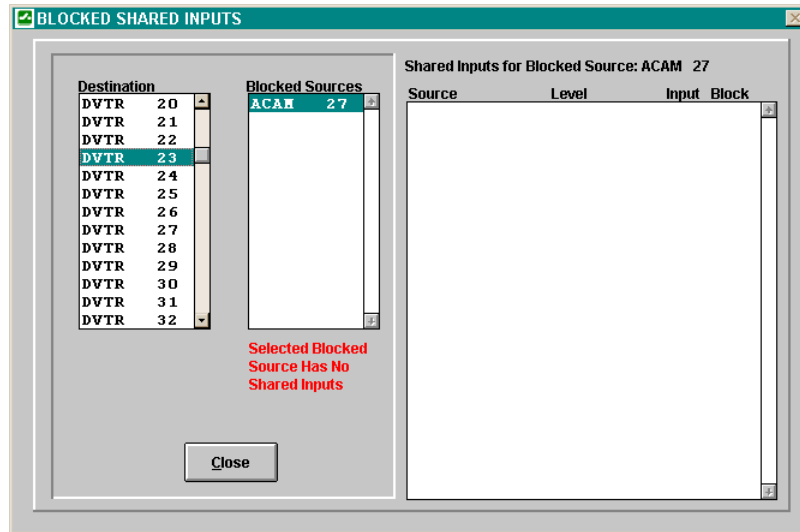 BLOCKED SHARED INPUTS
Destination
DVTR 20
DVTR 21
DVTR 22
DVTR 23
DVTR 24
DVTR 25
DVTR 26
DVTR 27
DVTR 28
DVTR 29
DVTR 30
DVTR 31
DVTR 32
Blocked Sources
ACAM 27
Selected Blocked
Source Has No
Shared Inputs
Close
Shared Inputs for Blocked Source: ACAM 27
Source Level Input Block